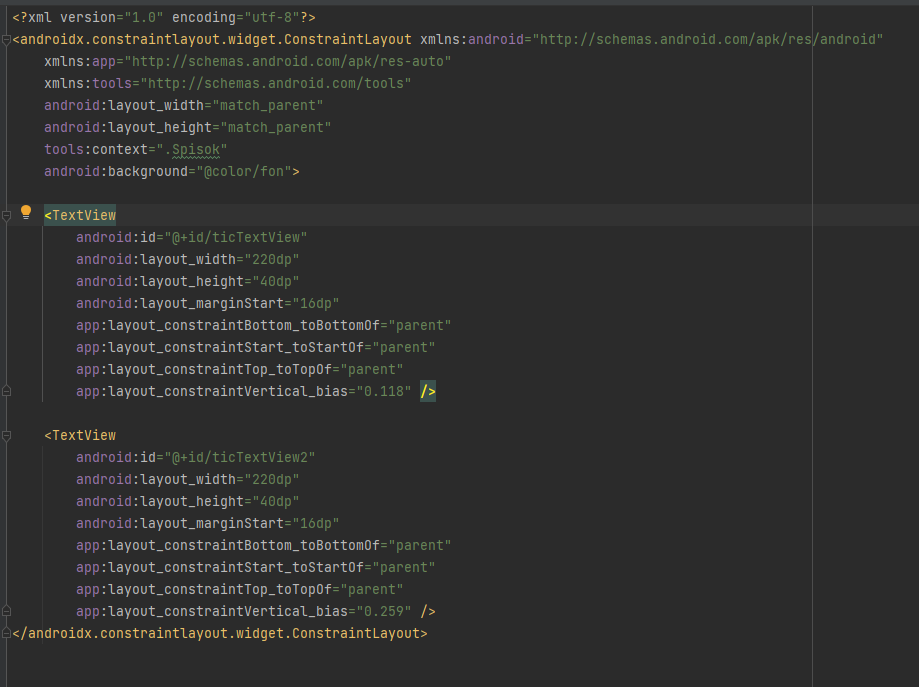 <?xml version="1.0" encoding="utf-8"?>
<androidx.constraintlayout.widget.ConstraintLayout xmlns:android="http://schemas.android.com/apk/res/android"
    xmlns:app="http://schemas.android.com/apk/res-auto"
    xmlns:tools="http://schemas.android.com/tools"
    android:layout_width="match_parent"
    android:layout_height="match_parent"
    tools:context=".Spisok"
    android:background="@color/fon">

    <TextView
        android:id="@+id/ticTextView"
        android:layout_width="220dp"
        android:layout_height="40dp"
        android:layout_marginStart="16dp"
        app:layout_constraintBottom_toBottomOf="parent"
        app:layout_constraintStart_toStartOf="parent"
        app:layout_constraintTop_toTopOf="parent"
        app:layout_constraintVertical_bias="0.118" />

    <TextView
        android:id="@+id/ticTextView2"
        android:layout_width="220dp"
        android:layout_height="40dp"
        android:layout_marginStart="16dp"
        app:layout_constraintBottom_toBottomOf="parent"
        app:layout_constraintStart_toStartOf="parent"
        app:layout_constraintTop_toTopOf="parent"
        app:layout_constraintVertical_bias="0.259" />
</androidx.constraintlayout.widget.ConstraintLayout>